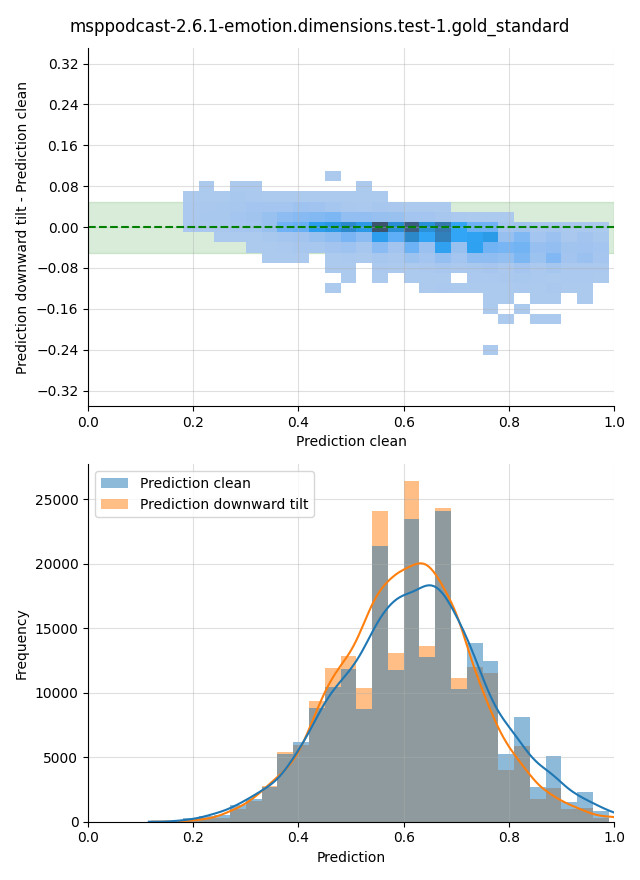 msppodcast-2.6.1-emotion.dimensions.test-1.gold_standard
Prediction downward tilt - Prediction clean
0.32
0.24
0.16
0.08
0.00
−0.08
−0.16
−0.24
−0.32
0.0 0.2 0.4 0.6 0.8 1.0
Prediction clean
Prediction clean
Prediction downward tilt
Frequency
25000
20000
15000
10000
5000
0
0.0 0.2 0.4 0.6 0.8 1.0
Prediction